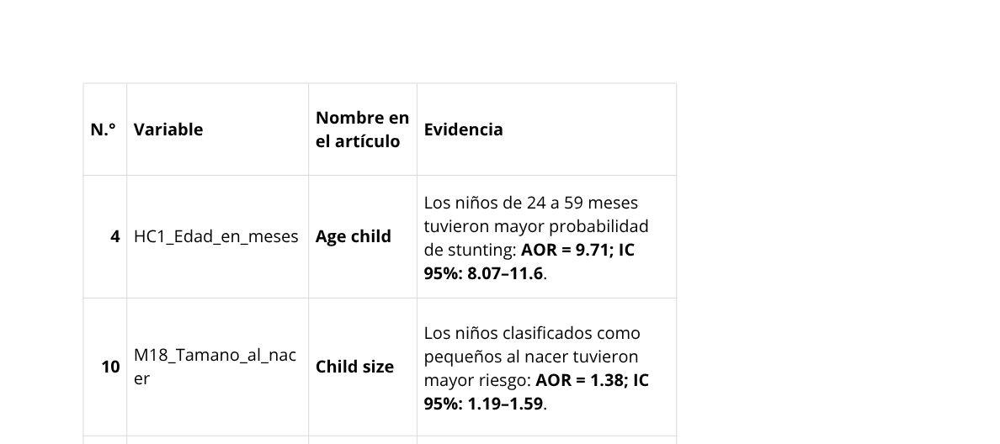 N.°
Variable
Nombre en
el artículo
Evidencia
4
HC1_Edad_en_meses
Age child
Los niños de 24 a 59 meses
tuvieron mayor probabilidad
de stunting: AOR = 9.71; IC
95%: 8.07–11.6.
10
M18_Tamano_al_nac
er
Child size
Los niños clasificados como
pequeños al nacer tuvieron
mayor riesgo: AOR = 1.38; IC
95%: 1.19–1.59.